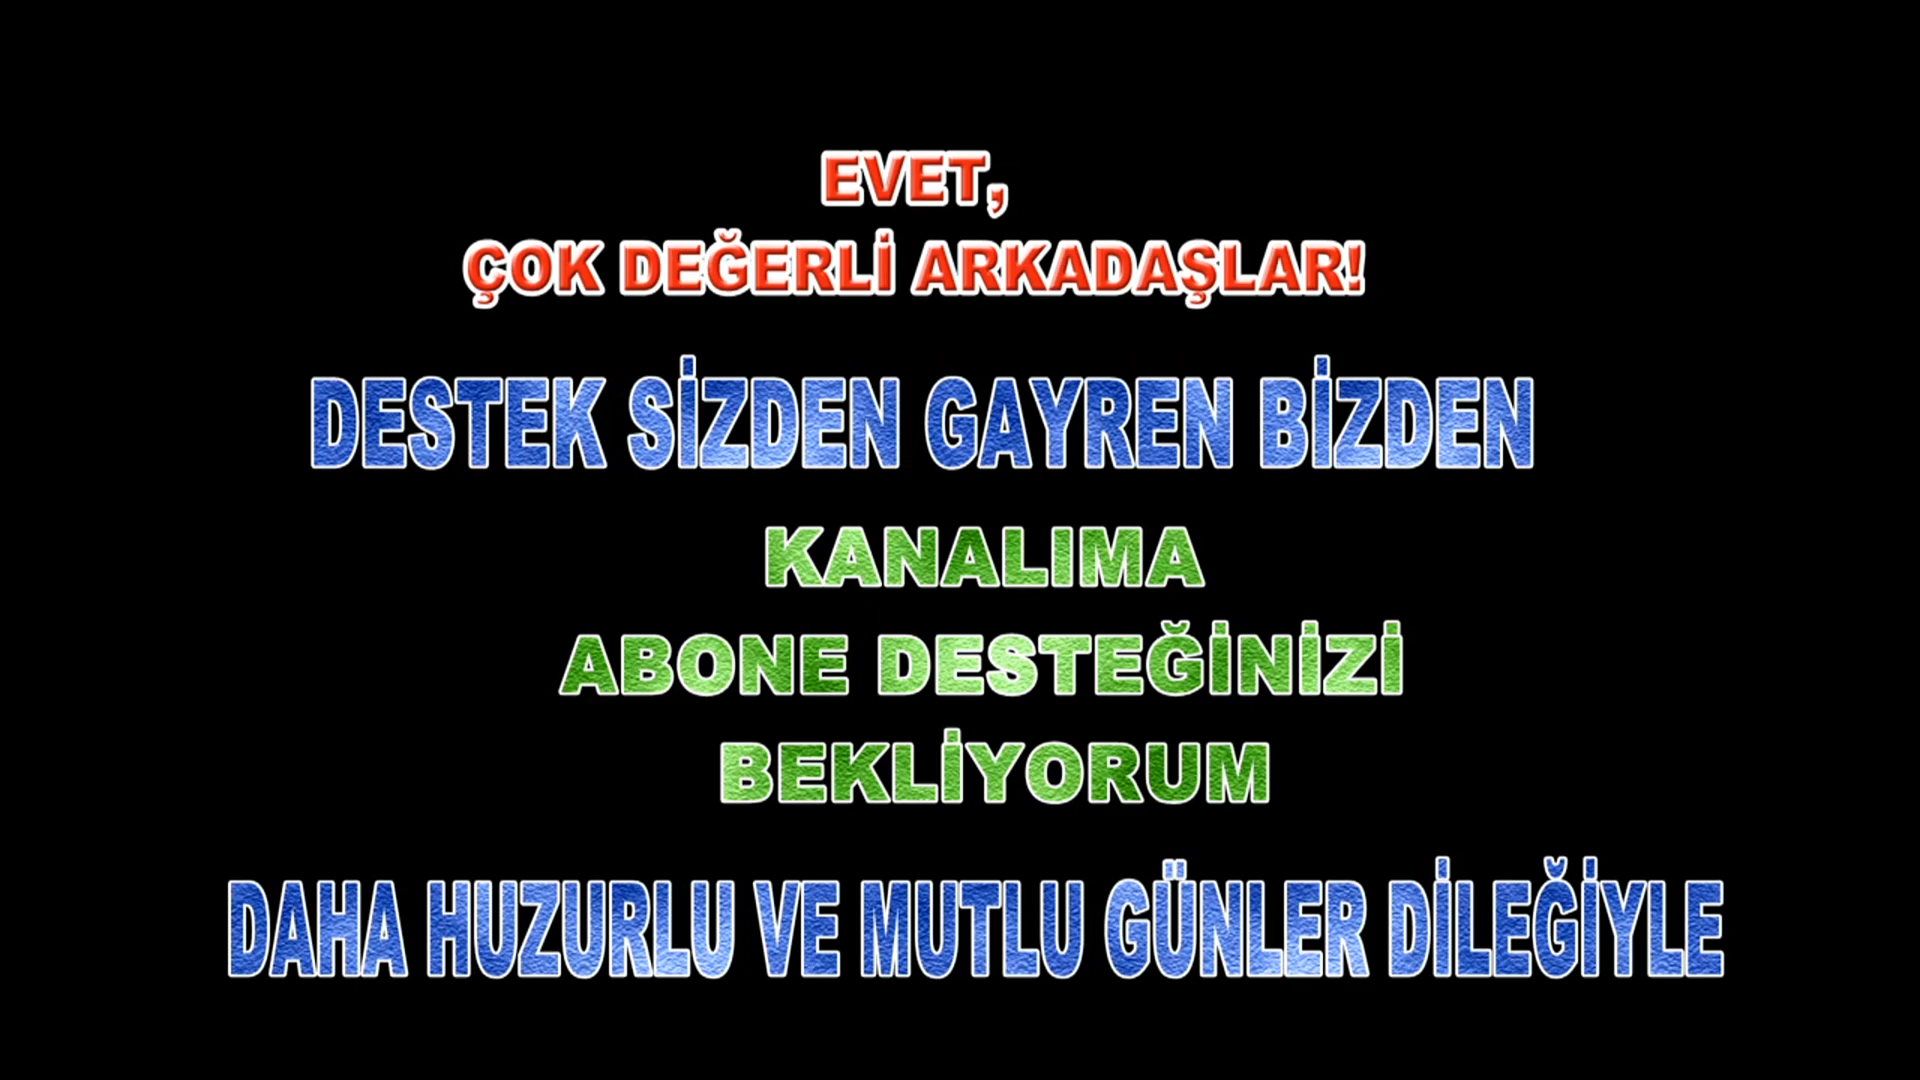 EVET,
ÇOK DEĞERLİ ARKADAŞLAR!
DESTEK SİZDEN GAYREN BİZDEN
KANALIMA
ABONE DESTEĞİNİZİ
BEKLİYORUM
DAHA HUZURLU VE MUTLU GÜNLER DİLEĞİYLE